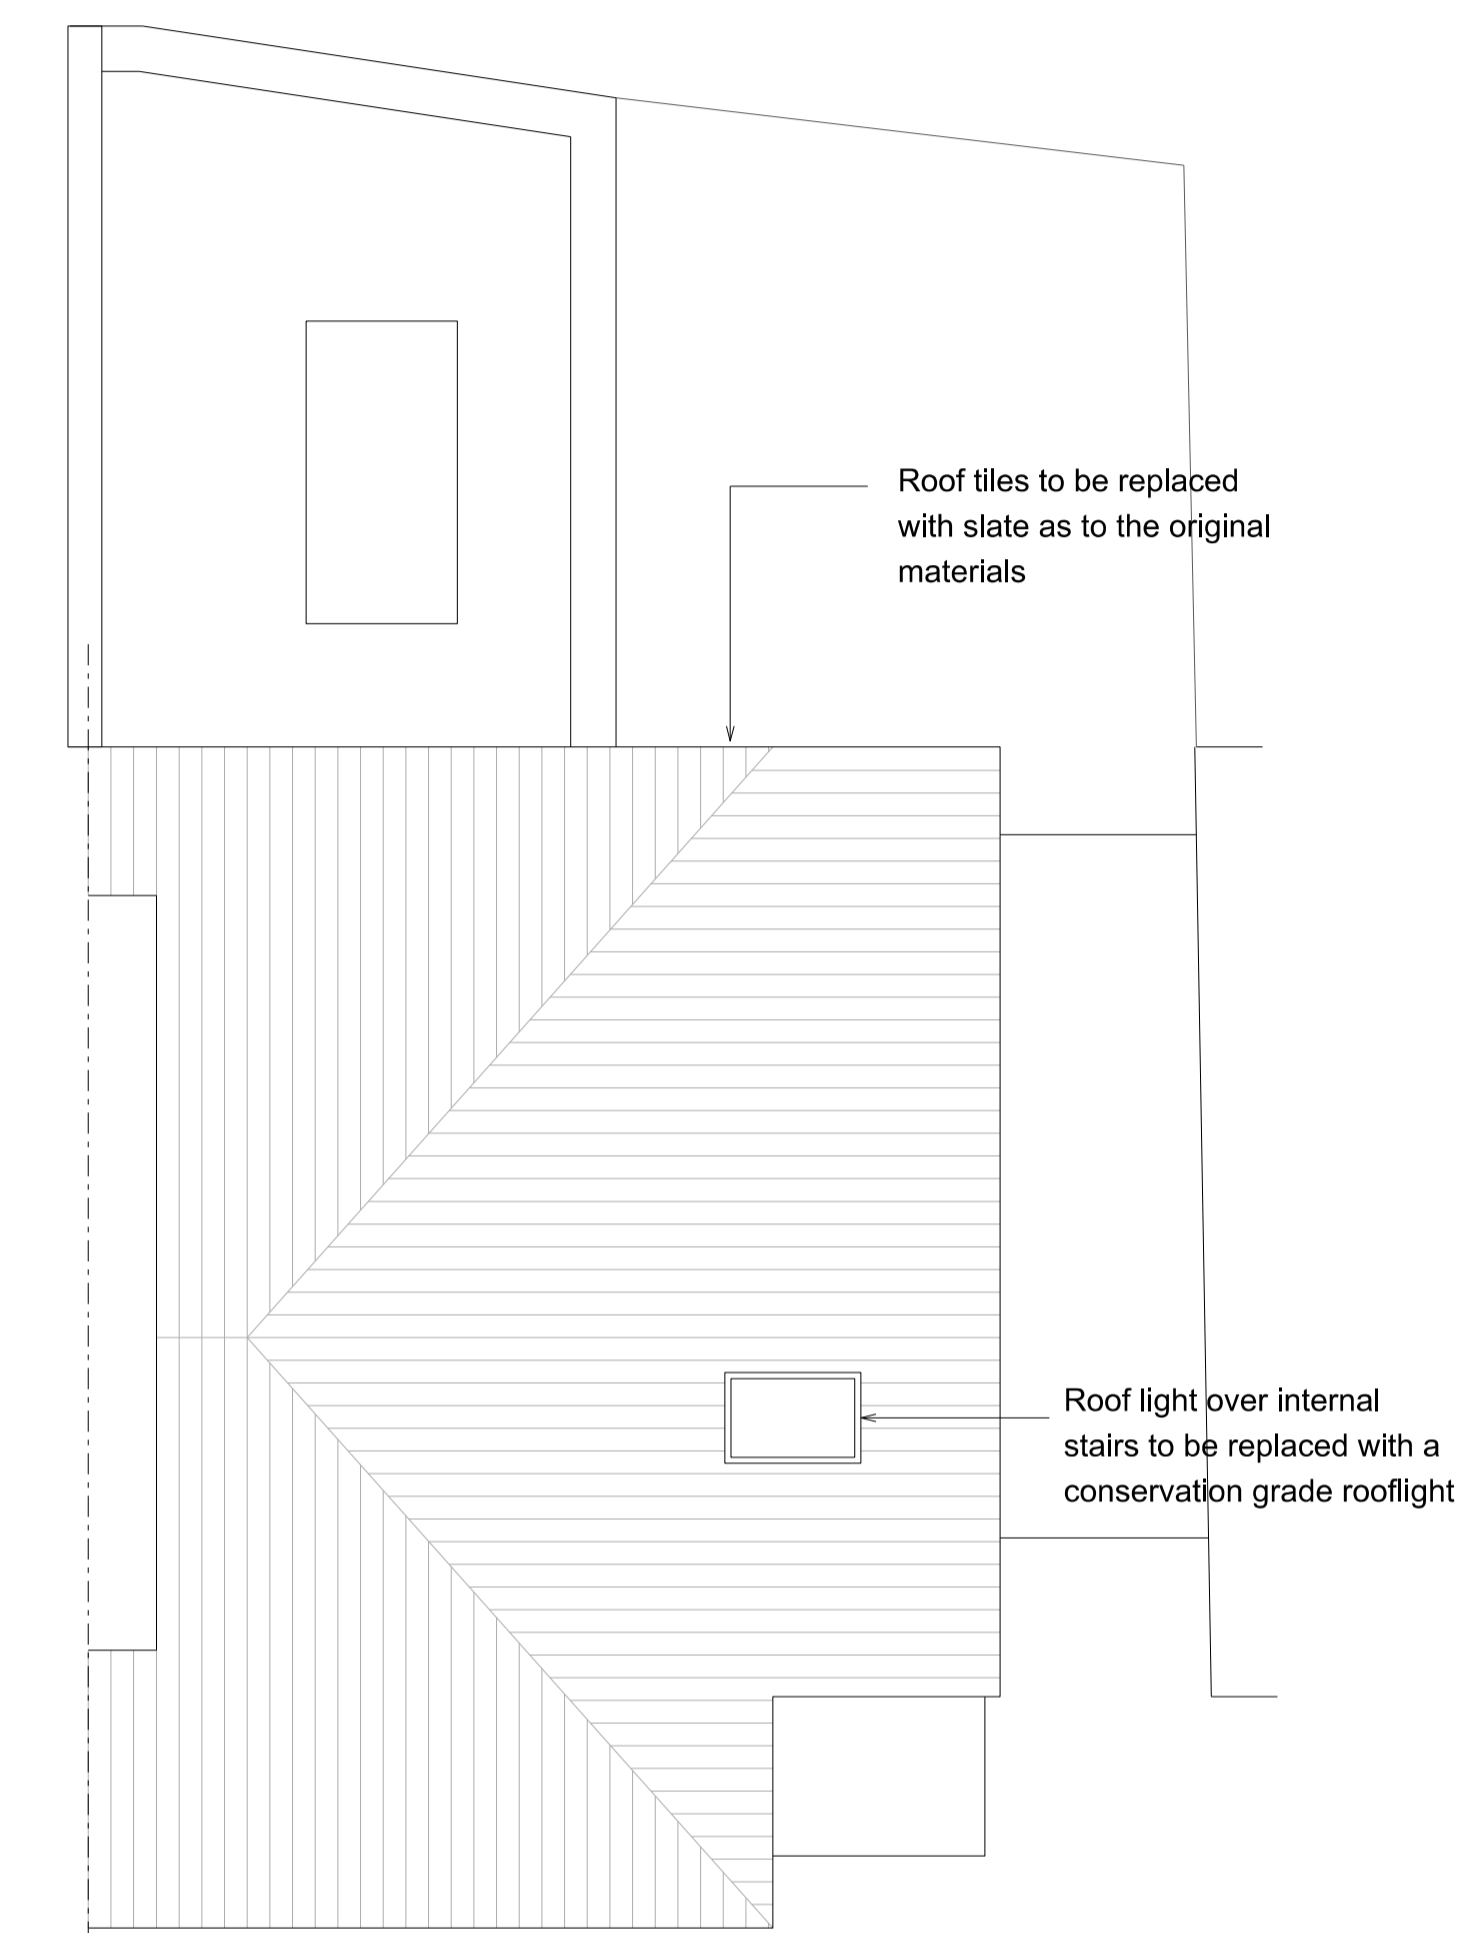 Roof tiles to be replaced
with slate as to the original
materials
Roof light over internal
stairs to be replaced with a
conservation grade rooflight